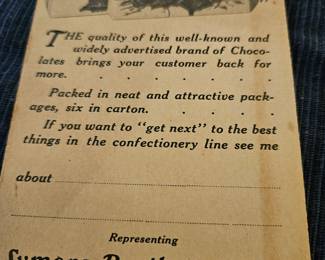 THE quality of this well-known and
widely advertised brand of Choco-
lates brings your customer back for
more. . . . . . .
Packed in neat and attractive pack-
ages, six in carton. . . . .
If you want to "get next" to the best
things in the confectionery line see me
about
Representing